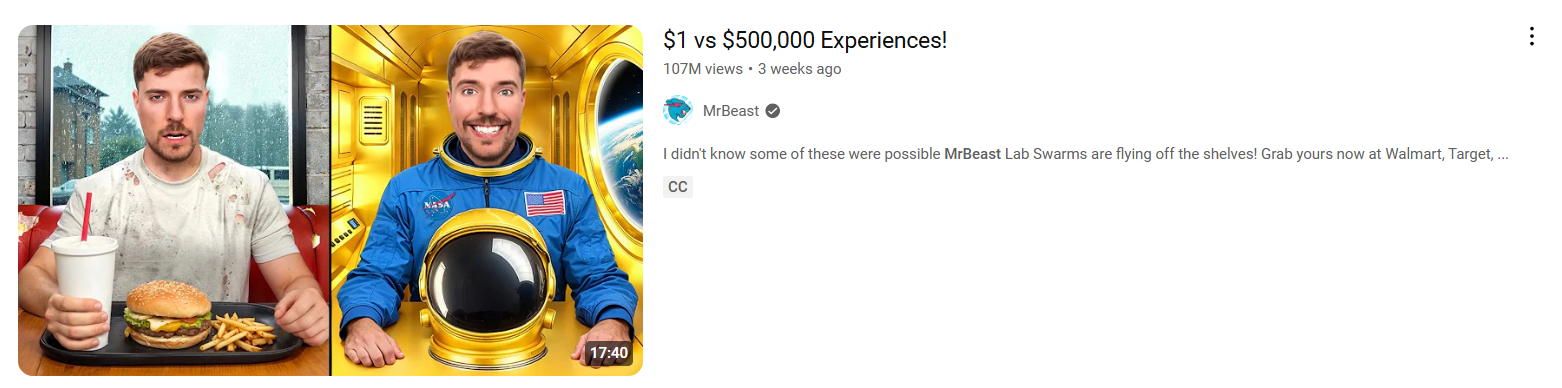 $1 vs $500,000 Experiences!
107M views • 3 weeks ago
MrBeast
I didn't know some of these were possible MrBeast Lab Swarms are flying off the shelves! Grab yours now at Walmart, Target, ...
CC
NASA
17:40